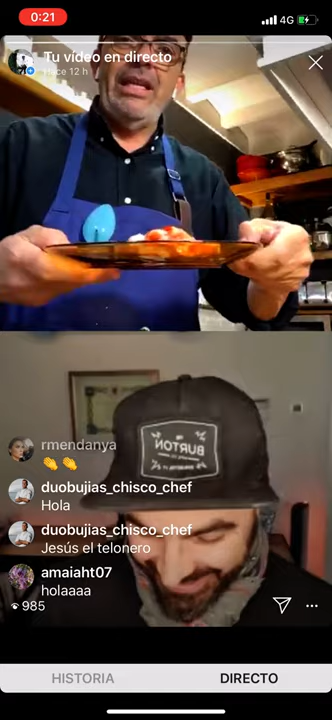 0:21
4G
Tu vídeo en directo
12 h
rmendanya
👏👏
duobujias_chisco_chef
Hola
duobujias_chisco_chef
Jesús el telonero
amaiaht07
holaaaa
985
BURTON
HISTORIA
DIRECTO